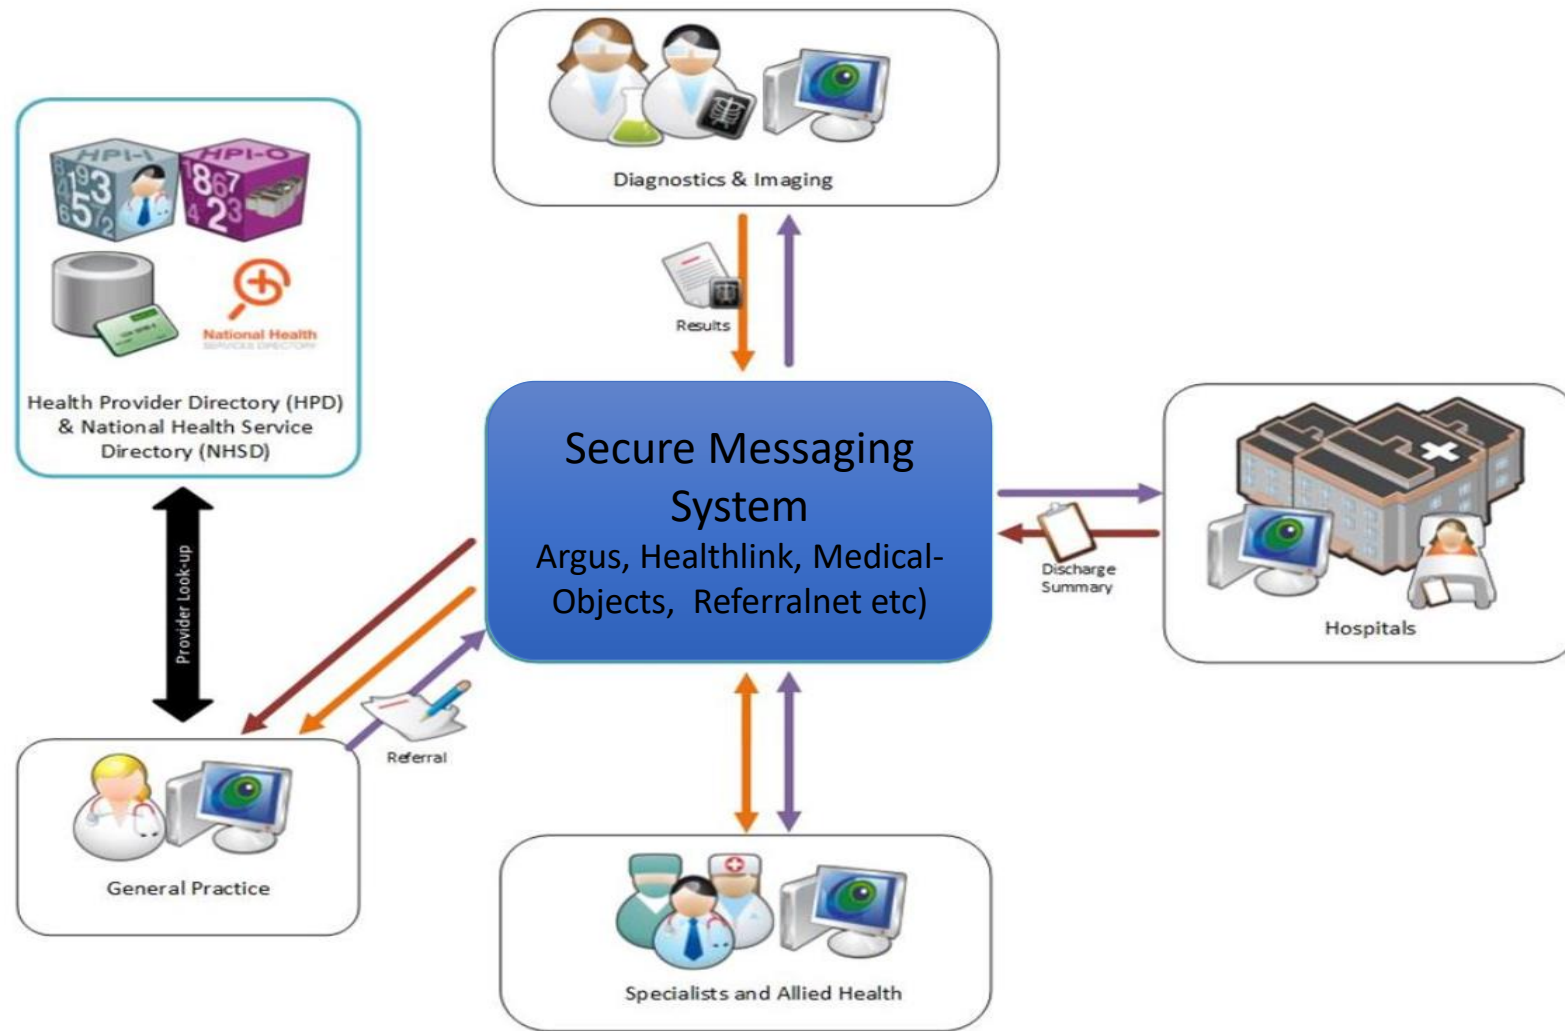 Diagnostics & Imaging
HPI-I
HPI-O
National Health
SERVICES DIRECTORY
Health Provider Directory (HPD)
& National Health Service
Directory (NHSD)
Results
Secure Messaging
System
Argus, Healthlink, Medical-
Objects, Referralnet etc)
Discharge
Summary
Hospitals
Provider Look-up
Referral
General Practice
Specialists and Allied Health